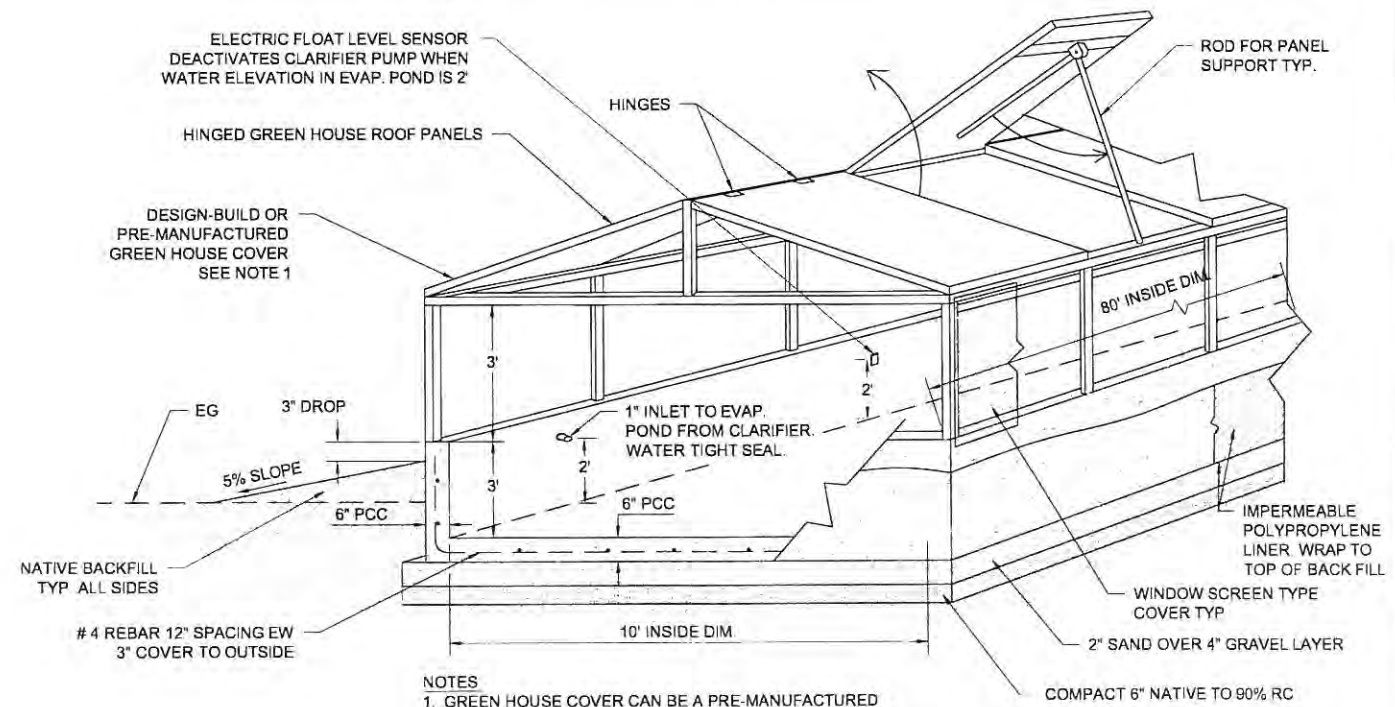 ELECTRIC FLOAT LEVEL SENSOR
DEACTIVATES CLARIFIER PUMP WHEN
WATER ELEVATION IN EVAP. POND IS 2'
HINGES
ROD FOR PANEL
SUPPORT TYP.
HINGED GREEN HOUSE ROOF PANELS
DESIGN-BUILD OR
PRE-MANUFACTURED
GREEN HOUSE COVER
SEE NOTE 1
80' INSIDE DIM.
3'
2'
EG
3" DROP
1" INLET TO EVAP.
POND FROM CLARIFIER.
WATER TIGHT SEAL.
2'
5% SLOPE
3'
6" PCC
6" PCC
IMPERMEABLE
POLYPROPYLENE
LINER. WRAP TO
TOP OF BACK FILL
NATIVE BACKFILL
TYP ALL SIDES
WINDOW SCREEN TYPE
COVER TYP
# 4 REBAR 12" SPACING EW
3" COVER TO OUTSIDE
10' INSIDE DIM
2" SAND OVER 4" GRAVEL LAYER
NOTES
1. GREEN HOUSE COVER CAN BE A PRE-MANUFACTURED
COMPACT 6" NATIVE TO 90% RC